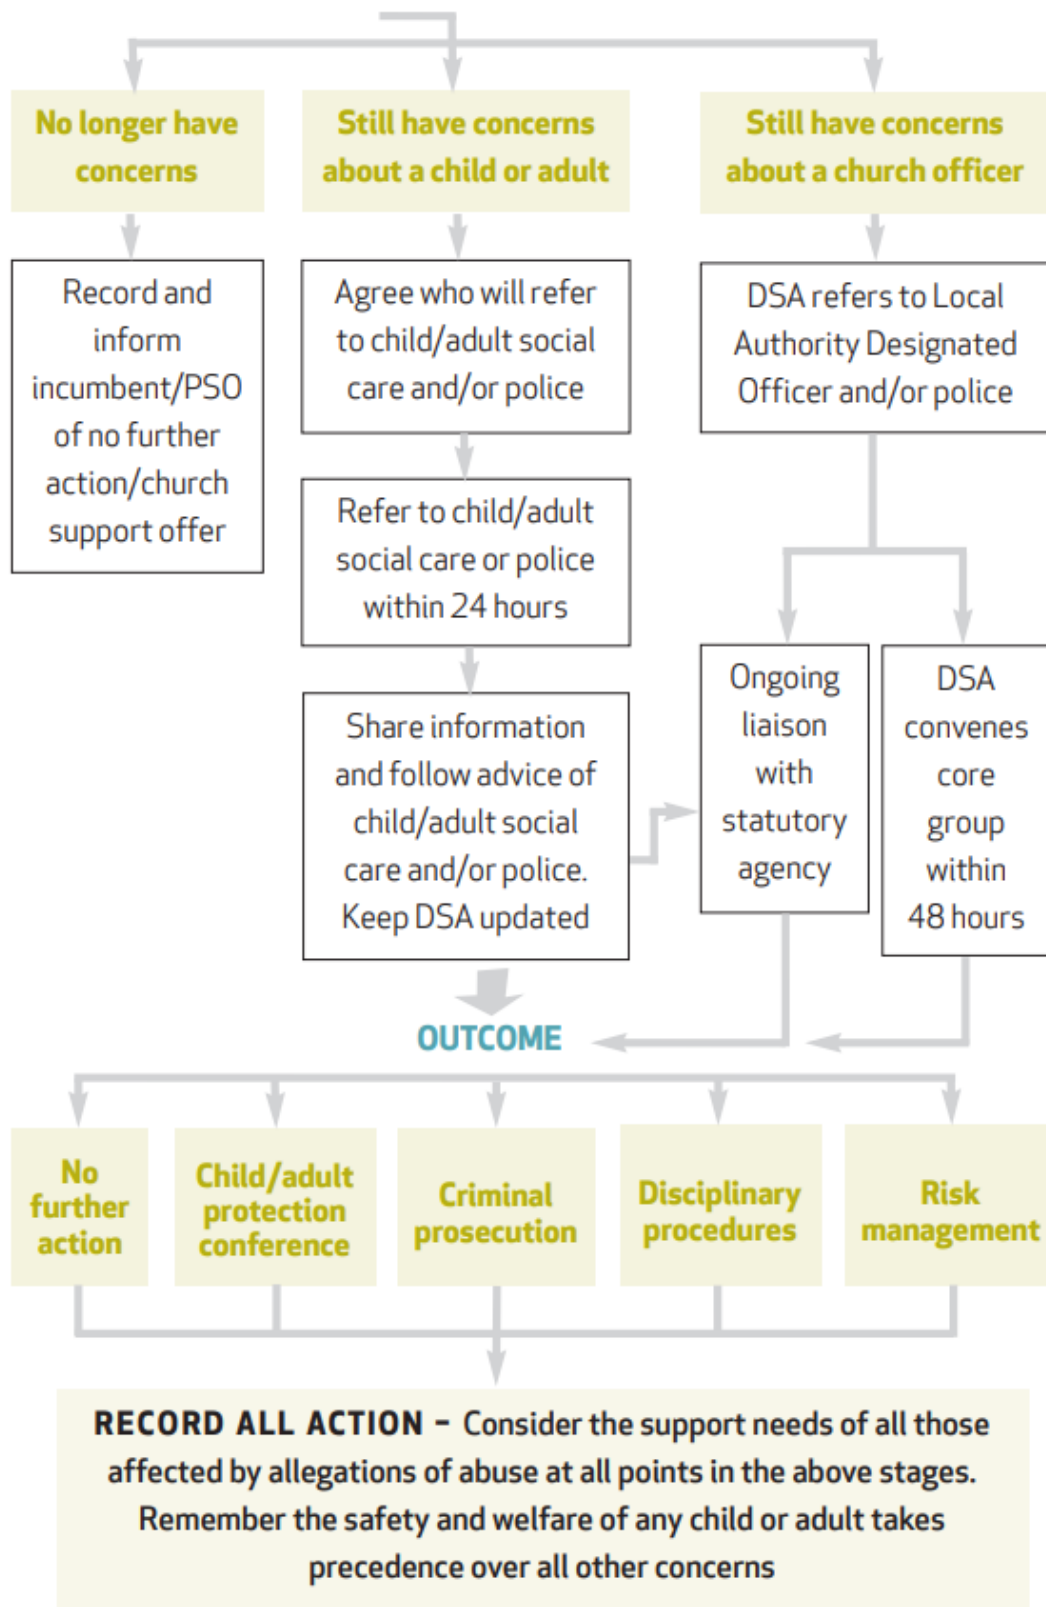 No longer have
concerns
Still have concerns
about a child or adult
Still have concerns
about a church officer
Record and
inform
incumbent/PSO
of no further
action/church
support offer
Agree who will refer
to child/adult social
care and/or police
DSA refers to Local
Authority Designated
Officer and/or police
Refer to child/adult
social care or police
within 24 hours
Share information
and follow advice of
child/adult social
care and/or police.
Keep DSA updated
Ongoing
liaison
with
statutory
agency
DSA
convenes
core
group
within
48 hours
OUTCOME
No
further
action
Child/adult
protection
conference
Criminal
prosecution
Disciplinary
procedures
Risk
management
RECORD ALL ACTION – Consider the support needs of all those
affected by allegations of abuse at all points in the above stages.
Remember the safety and welfare of any child or adult takes
precedence over all other concerns